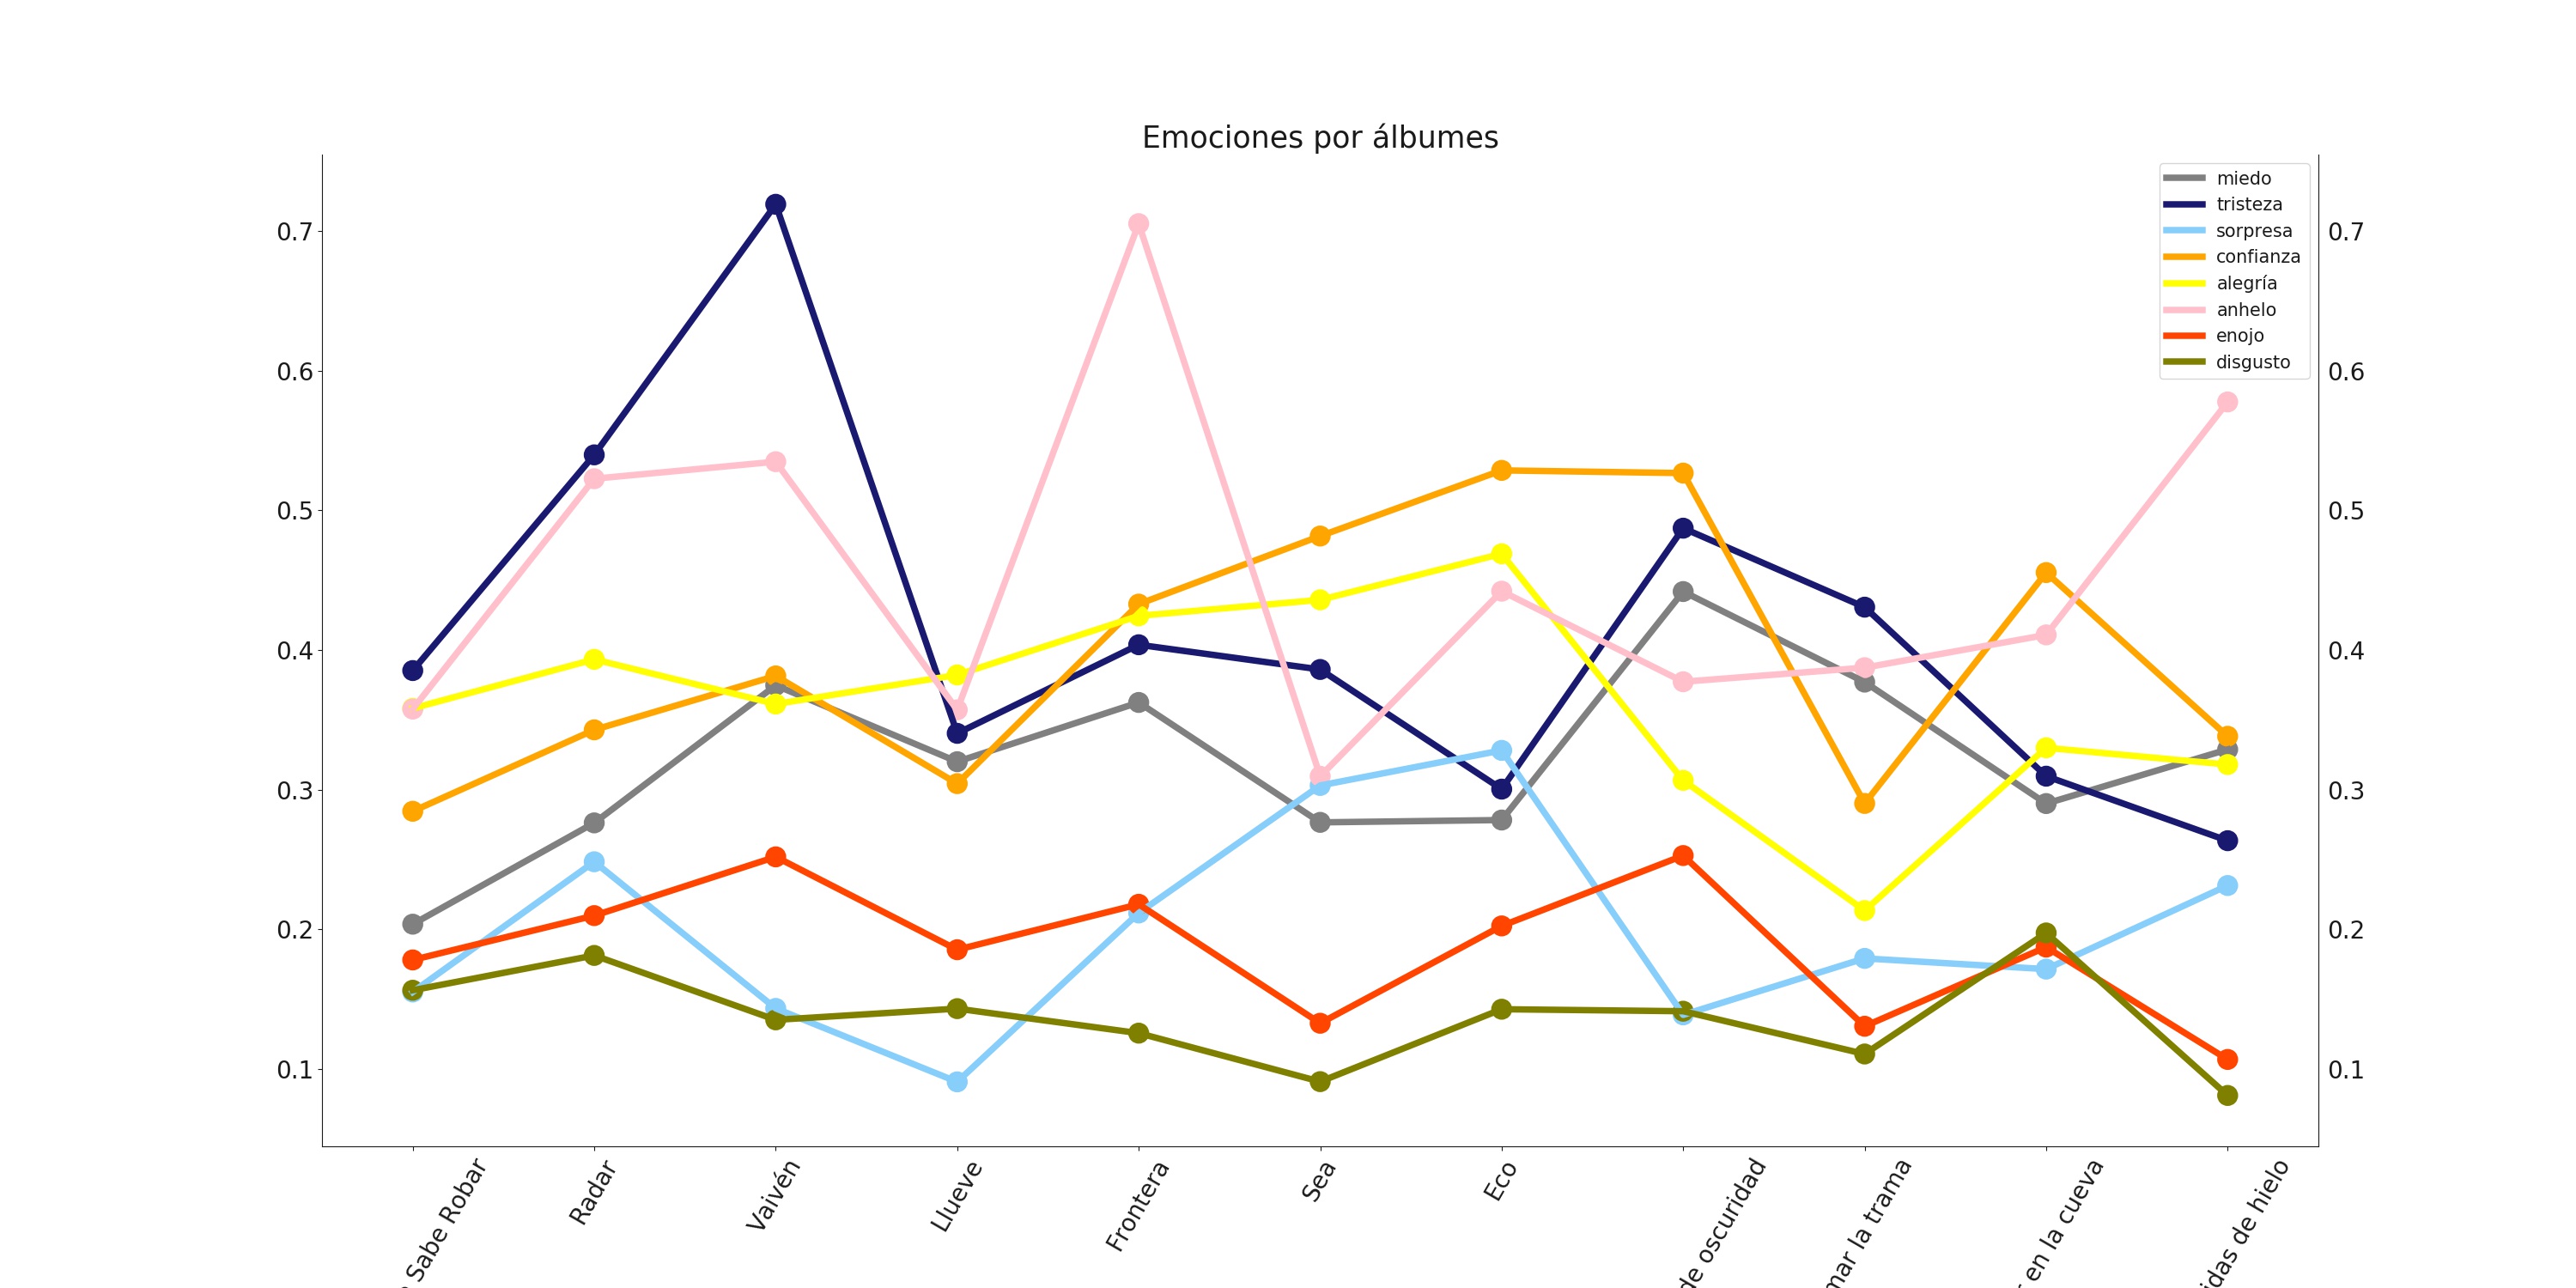 Emociones por álbumes
0.7
0.6
0.5
0.4
0.3
0.2
0.1
0.7
0.6
0.5
0.4
0.3
0.2
0.1
miedo
tristeza
sorpresa
confianza
alegría
anhelo
enojo
disgusto
Sabe Robar
Radar
Vaivén
Llueve
Frontera
Sea
Eco
de oscuridad
la trama
en la cueva
de hielo